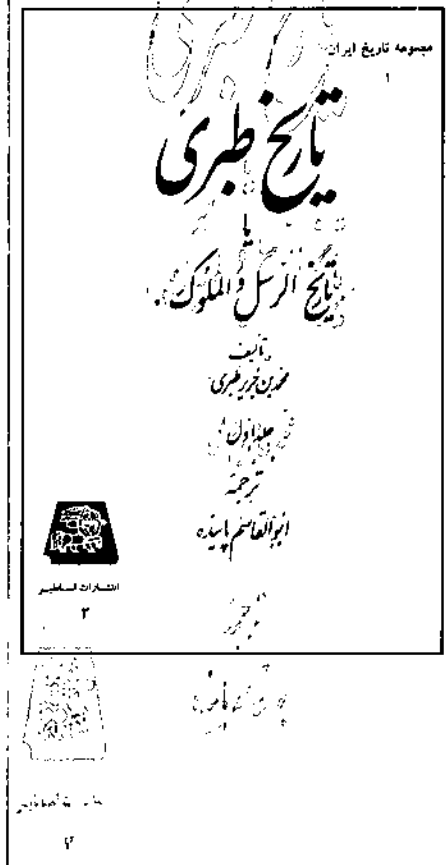 مجموعه تاریخ ایران
۱
تاریخ طبری
یا
تاریخ الرسل والملوک
تألیف
محمد بن جریر طبری
جلد اول
ترجمه
ابوالقاسم پاینده
انتشارات اساطیر
۲